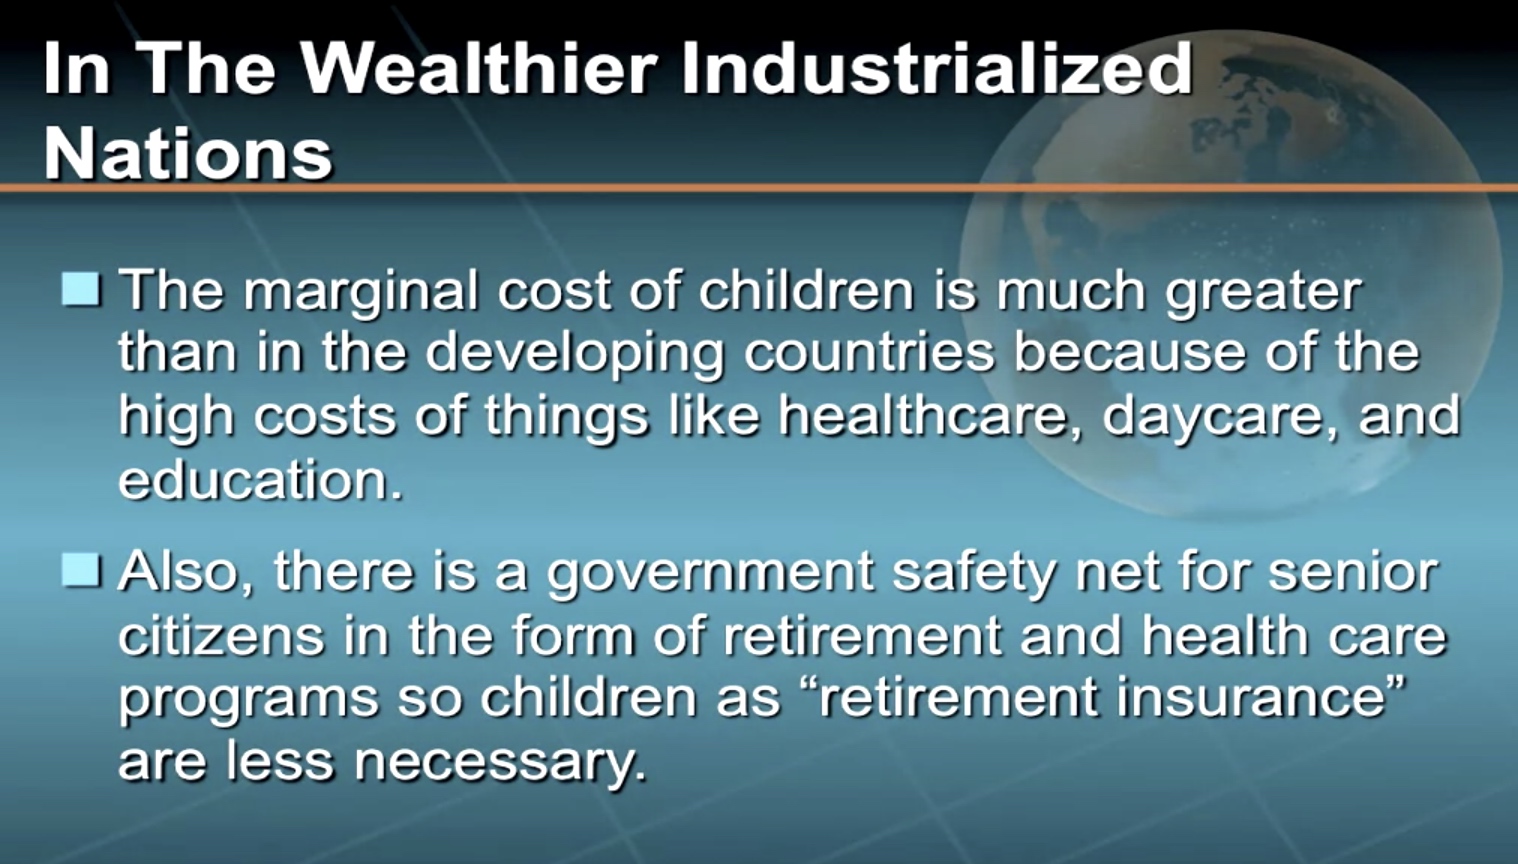 In The Wealthier Industrialized
Nations
The marginal cost of children is much greater
than in the developing countries because of the
high costs of things like healthcare, daycare, and
education.
Also, there is a government safety net for senior
citizens in the form of retirement and health care
programs so children as “retirement insurance”
are less necessary.